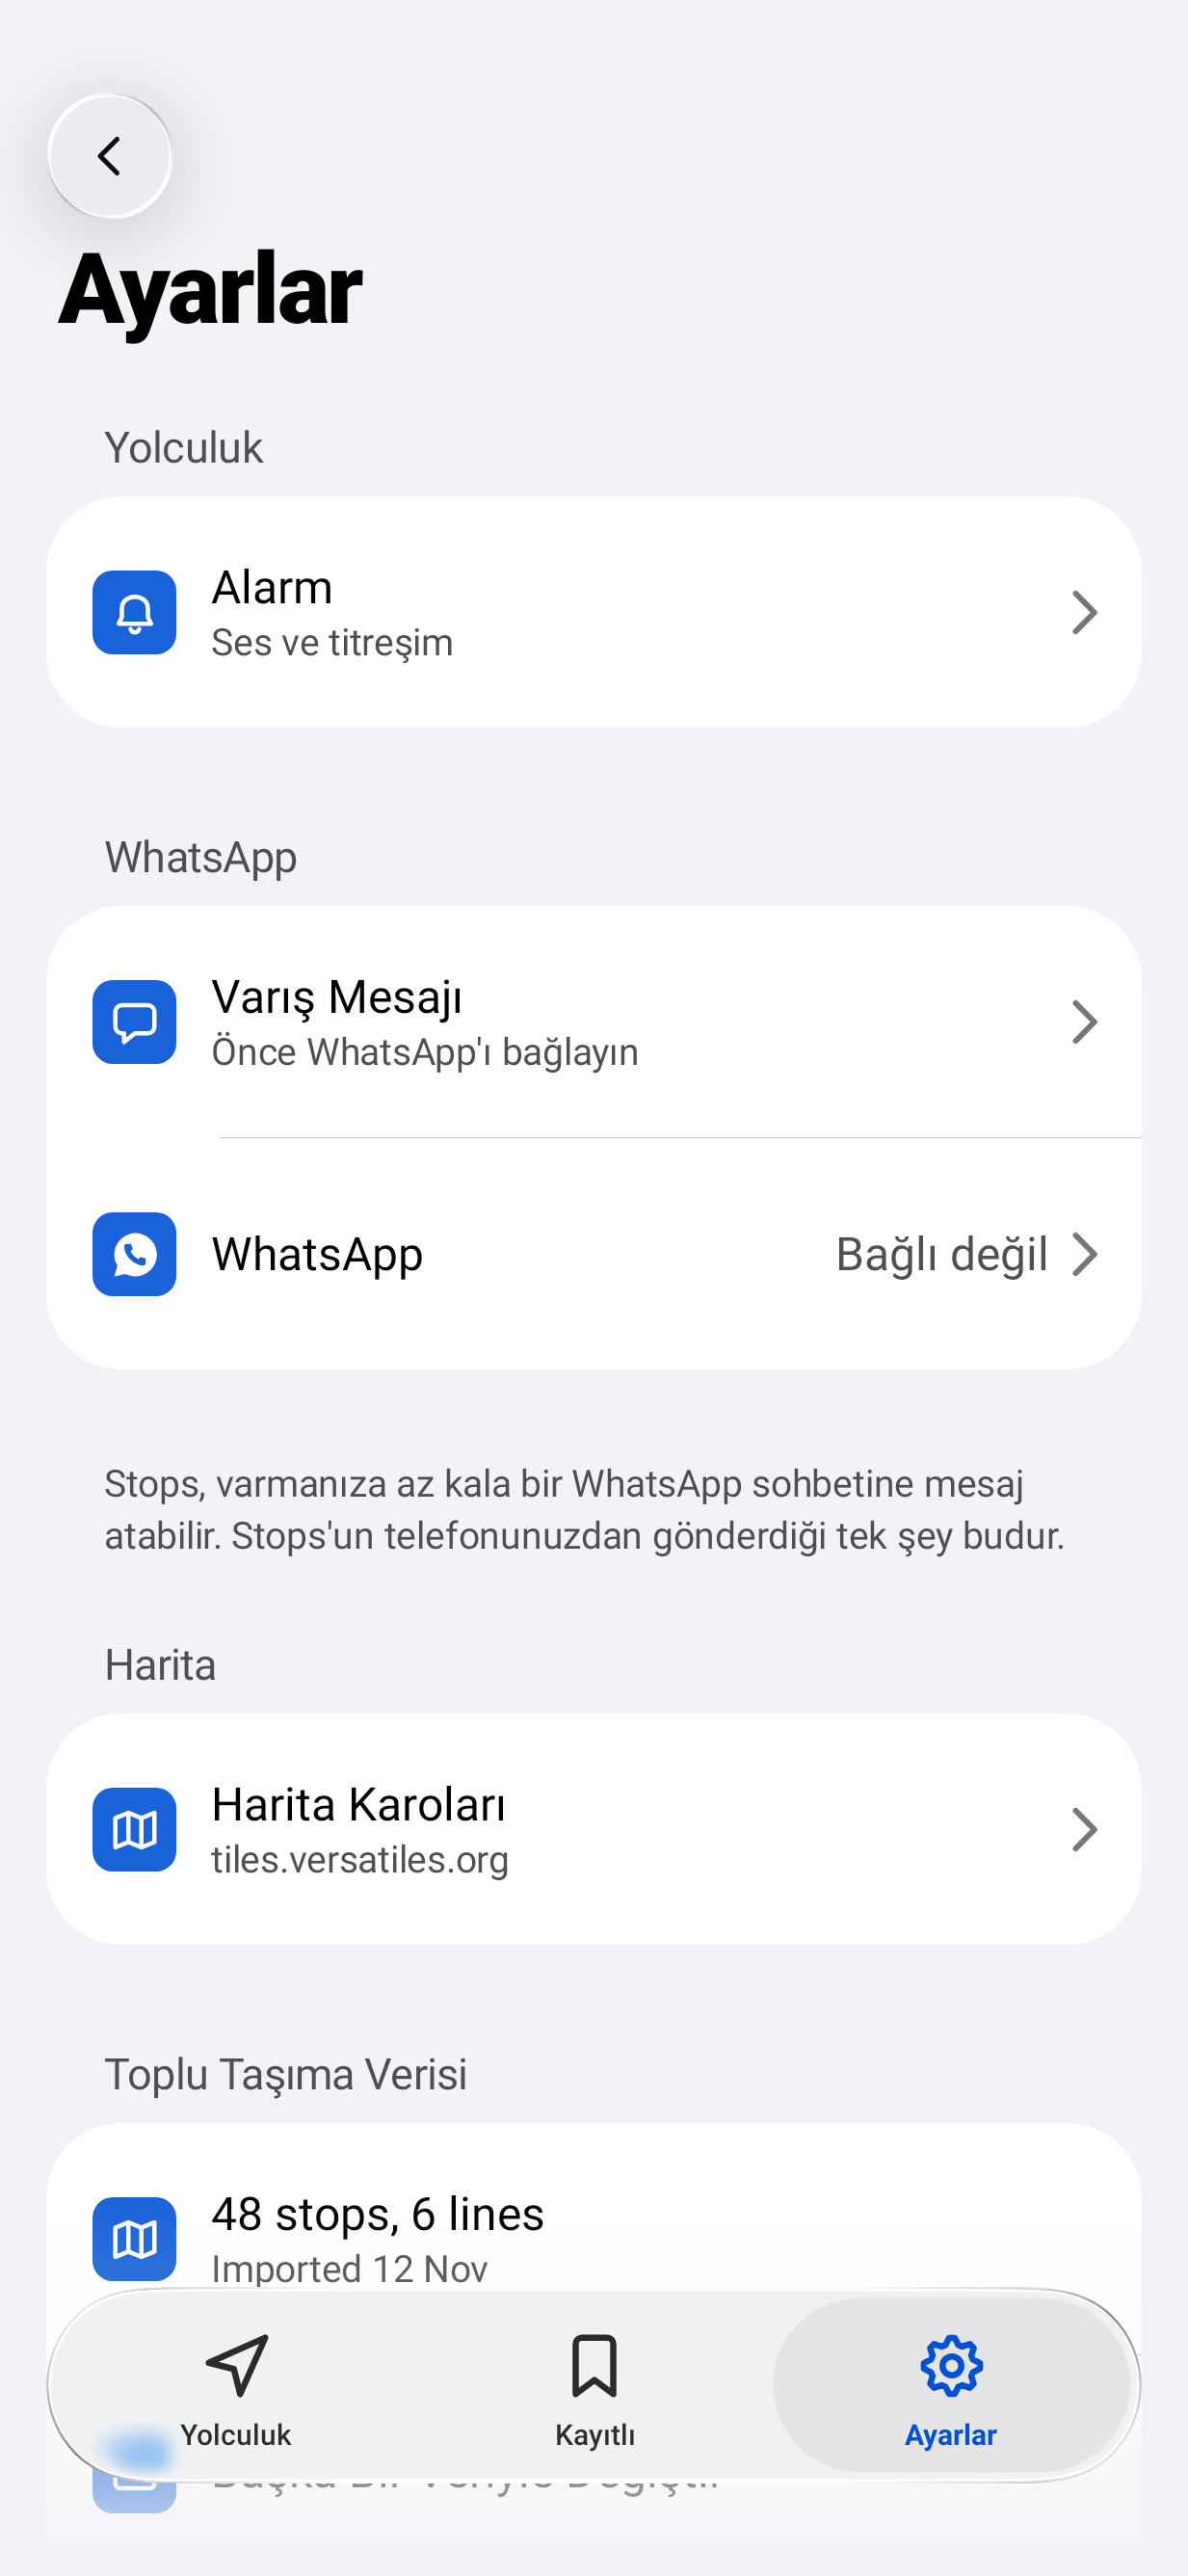 Ayarlar
Yolculuk
Alarm
Ses ve titreşim
WhatsApp
Varış Mesajı
Önce WhatsApp'ı bağlayın
WhatsApp
Bağlı değil
Stops, varmanıza az kala bir WhatsApp sohbetine mesaj
atabilir. Stops'un telefonunuzdan gönderdiği tek şey budur.
Harita
Harita Karoları
tiles.versatiles.org
Toplu Taşıma Verisi
48 stops, 6 lines
Imported 12 Nov
Yolculuk
Kayıtlı
Ayarlar